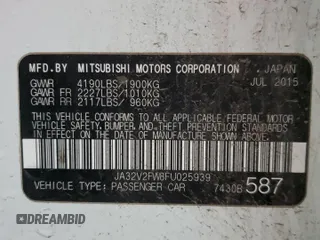 MFD.BY MITSUBISHI MOTORS CORPORATION , JAPAN
GVWR 4190LBS/1900KG JUL 2015
GAWR FR 2227LBS/1010KG
GAWR RR 2117LBS/ 960KG
THIS VEHICLE CONFORMS TO ALL APPLICABLE FEDERAL
MOTOR VEHICLE SAFETY, BUMPER AND THEFT PREVENTION
STANDARDS IN EFFECT ON THE DATE OF MANUFACTURE
SHOWN ABOVE.
JA32V2FW8FU025939
VEHICLE TYPE: PASSENGER CAR 7430B 587
DREAMBID